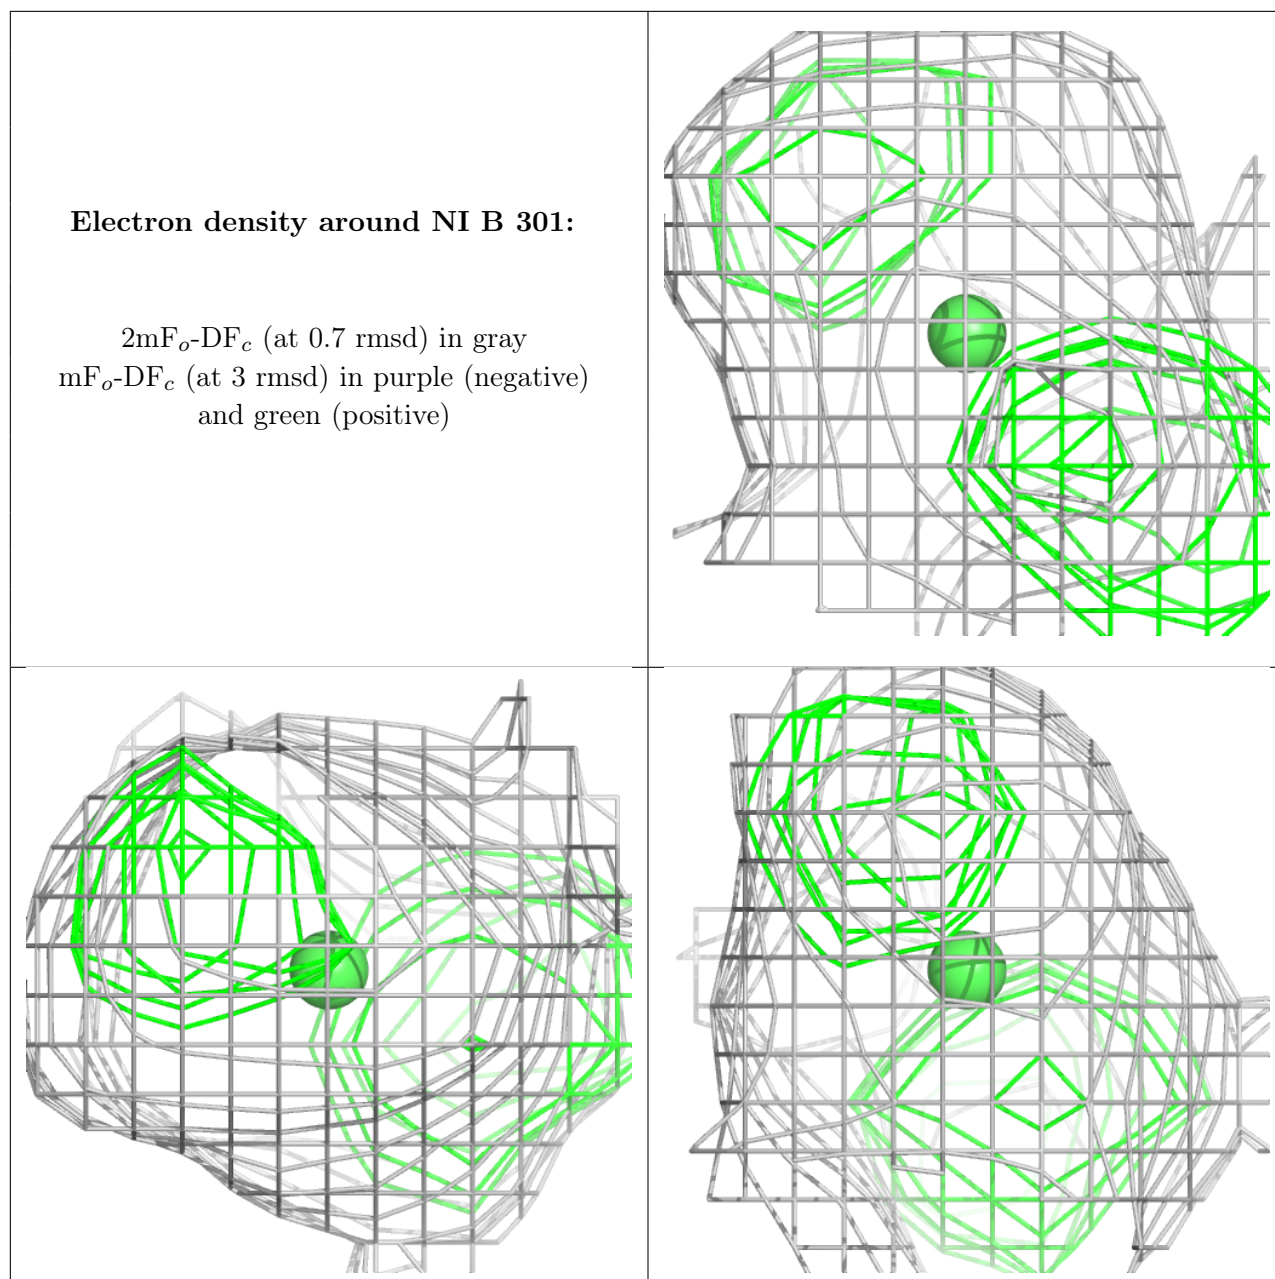 Electron density around NI B 301:
2mFo-DFc (at 0.7 rmsd) in gray
mFo-DFc (at 3 rmsd) in purple (negative)
and green (positive)